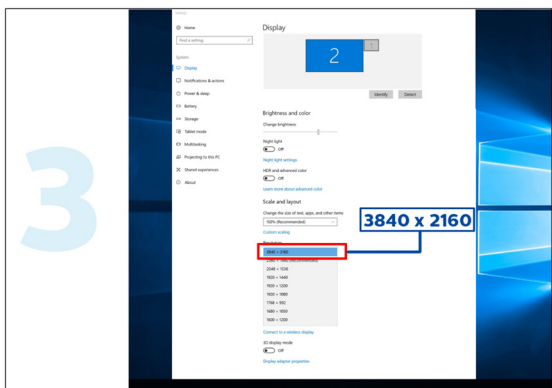 3
Settings
Home
Find a setting
System
Display
Notifications & actions
Power & sleep
Battery
Storage
Tablet mode
Multitasking
Projecting to this PC
Shared experiences
About
Display
2
1
Identify
Detect
Brightness and color
Change brightness
Night light
Off
Night light settings
HDR and advanced color
Off
Learn more about advanced color
Scale and layout
Change the size of text, apps, and other items
100% (Recommended)
Custom scaling
Resolution
3840 × 2160
2048 × 1536
1920 × 1440
1920 × 1200
1920 × 1080
1768 × 992
1680 × 1050
1600 × 1200
Connect to a wireless display
3D display mode
Off
Display adapter properties
3840 x 2160